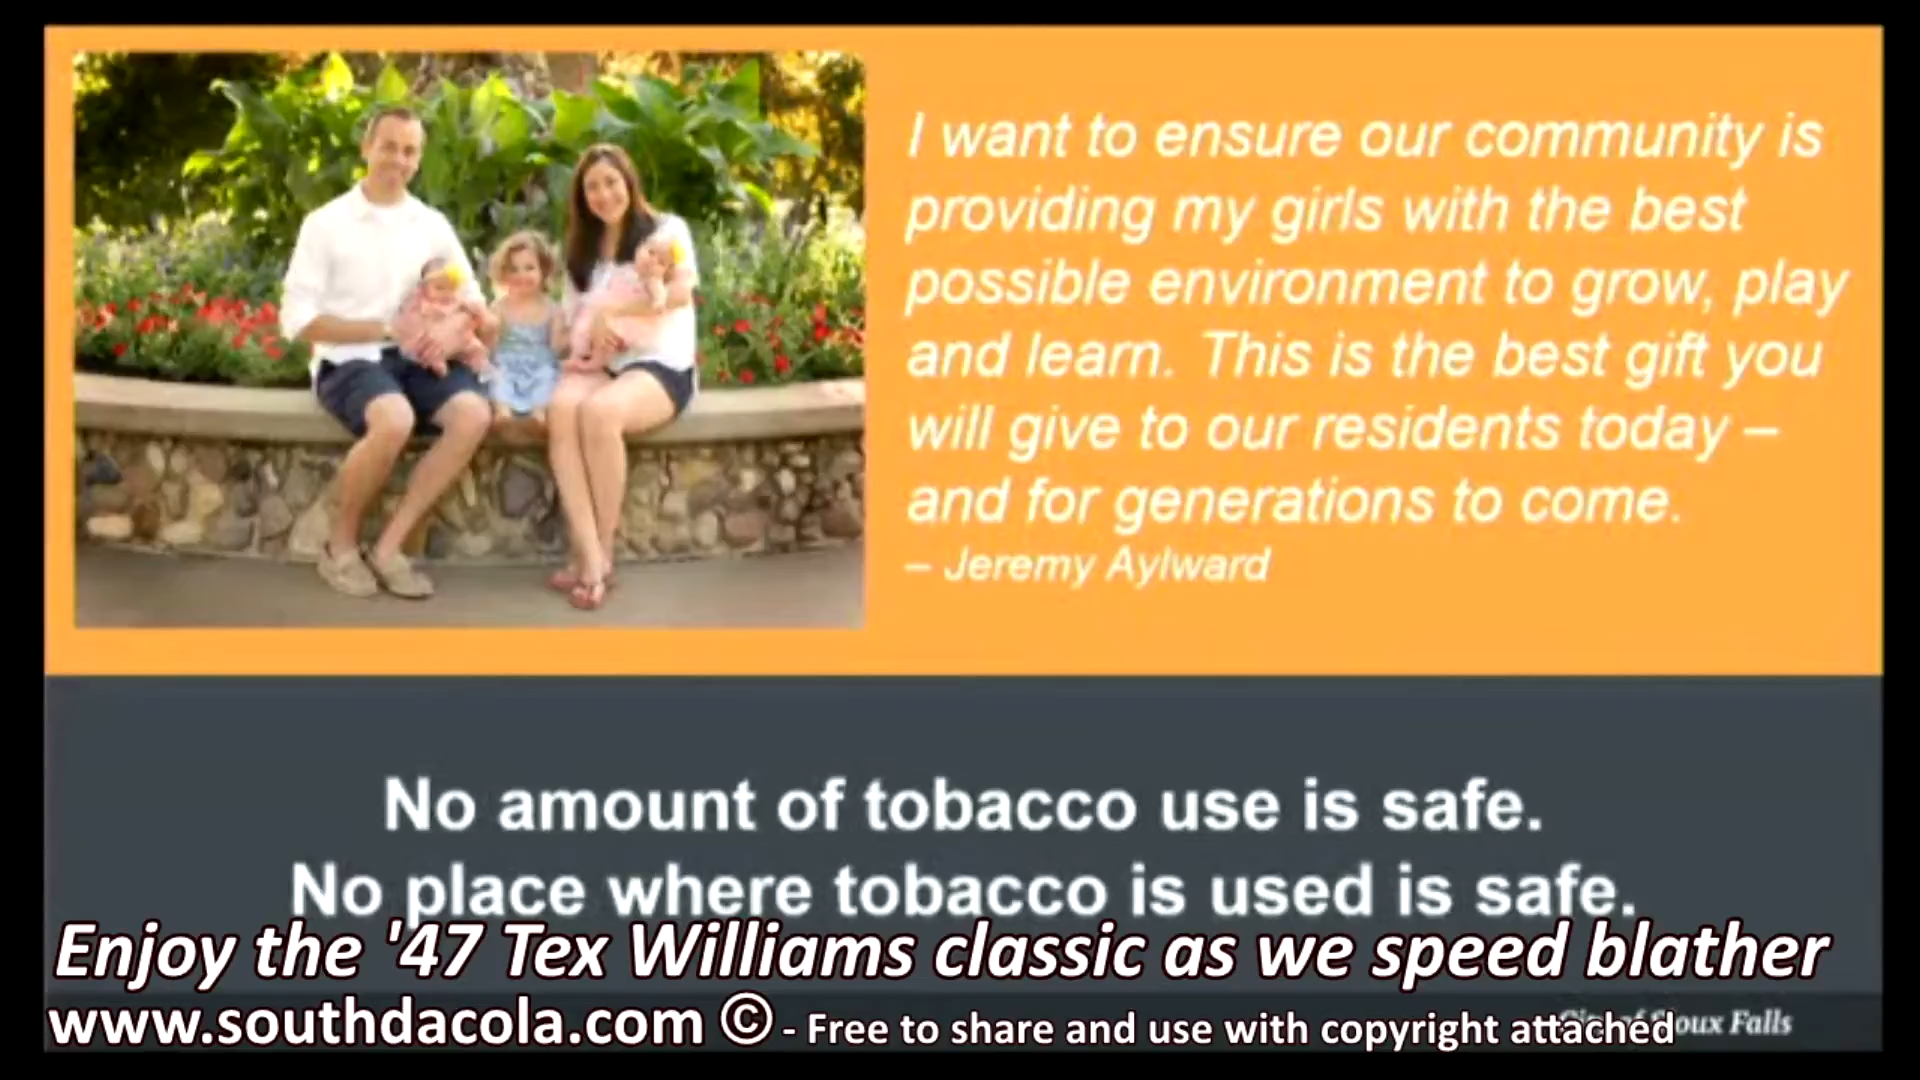 I want to ensure our community is
providing my girls with the best
possible environment to grow, play
and learn. This is the best gift you
will give to our residents today –
and for generations to come.
– Jeremy Aylward
No amount of tobacco use is safe.
No place where tobacco is used is safe.
Enjoy the '47 Tex Williams classic as we speed blather
www.southdacola.com © - Free to share and use with copyright attached
City of Sioux Falls